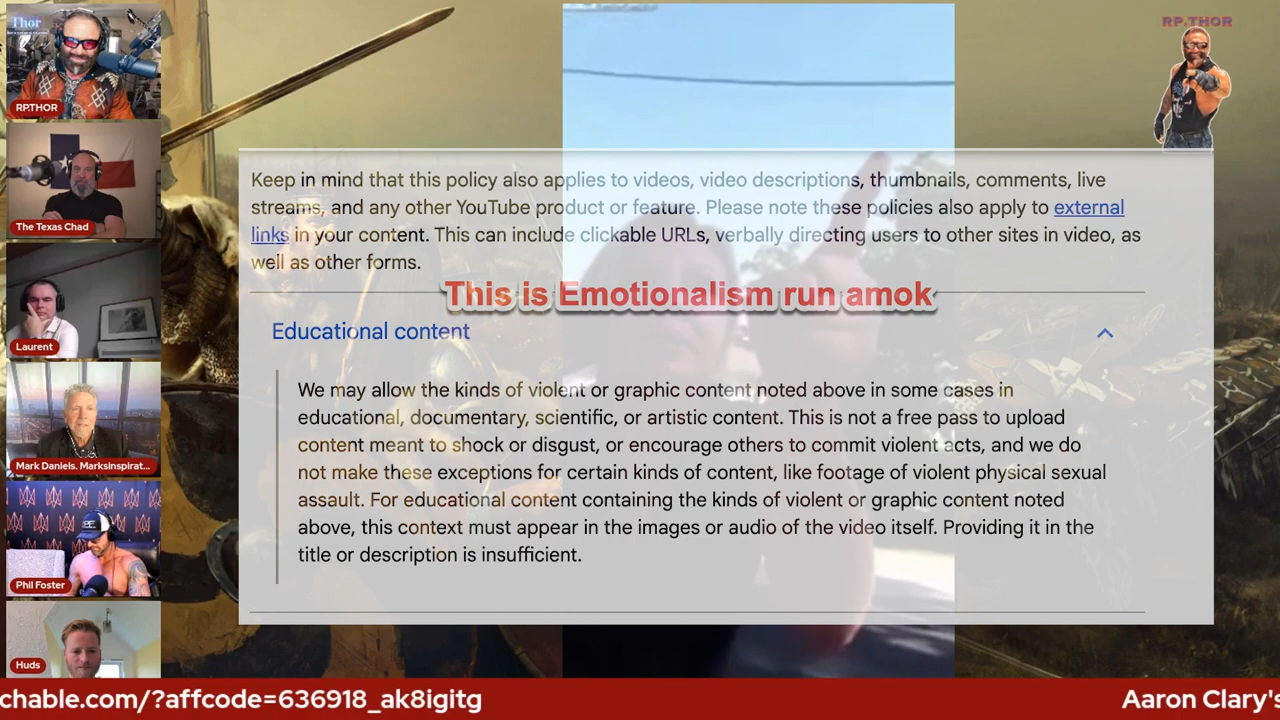 Thor
RP.THOR
RP.THOR
The Texas Chad
Laurent
Mark Daniels. Marksinspirat...
Phil Foster
Huds
Keep in mind that this policy also applies to videos, video descriptions, thumbnails, comments, live
streams, and any other YouTube product or feature. Please note these policies also apply to external
links in your content. This can include clickable URLs, verbally directing users to other sites in video, as
well as other forms.
This is Emotionalism run amok
Educational content
We may allow the kinds of violent or graphic content noted above in some cases in
educational, documentary, scientific, or artistic content. This is not a free pass to upload
content meant to shock or disgust, or encourage others to commit violent acts, and we do
not make these exceptions for certain kinds of content, like footage of violent physical sexual
assault. For educational content containing the kinds of violent or graphic content noted
above, this context must appear in the images or audio of the video itself. Providing it in the
title or description is insufficient.
chable.com/?affcode=636918_ak8igitg
Aaron Clary's